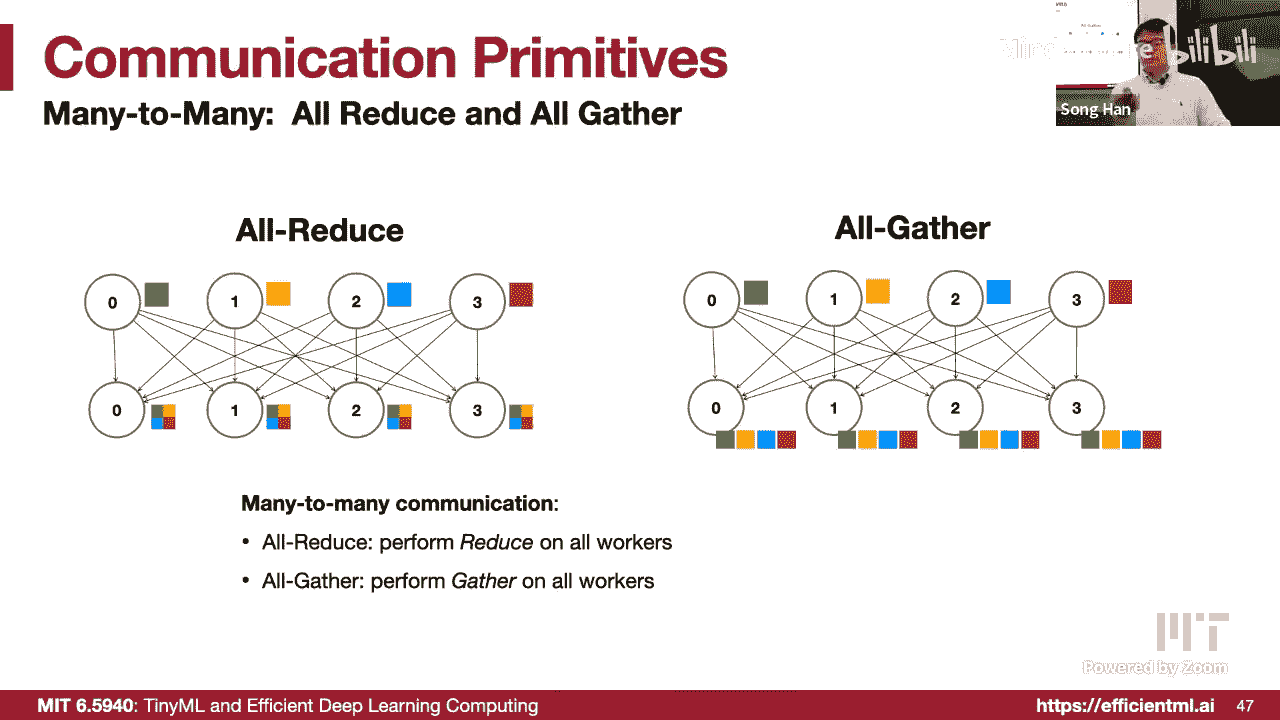 Communication Primitives
Many-to-Many: All Reduce and All Gather
bilibili
Song Han
All-Reduce
All-Gather
0 1 2 3
0 1 2 3
0 1 2 3
0 1 2 3
Many-to-many communication:
• All-Reduce: perform Reduce on all workers
• All-Gather: perform Gather on all workers
MIT
Powered by Zoom
MIT 6.5940: TinyML and Efficient Deep Learning Computing
https://efficientml.ai 47